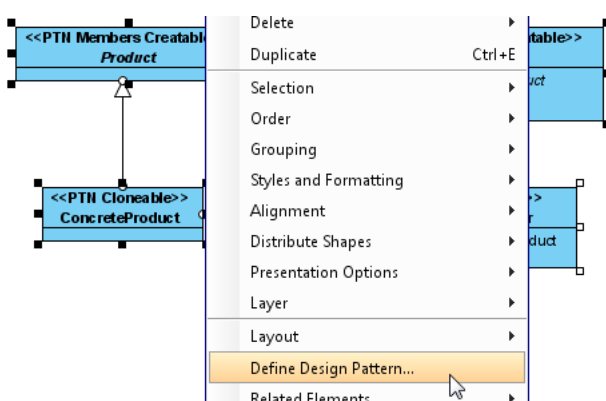 <<PTN Members Creatable
Product
<<PTN Cloneable>>
ConcreteProduct
Delete
Duplicate Ctrl+E
Selection
Order
Grouping
Styles and Formatting
Alignment
Distribute Shapes
Presentation Options
Layer
Layout
Define Design Pattern...
Related Elements
table>>
uct
>>
r
duct